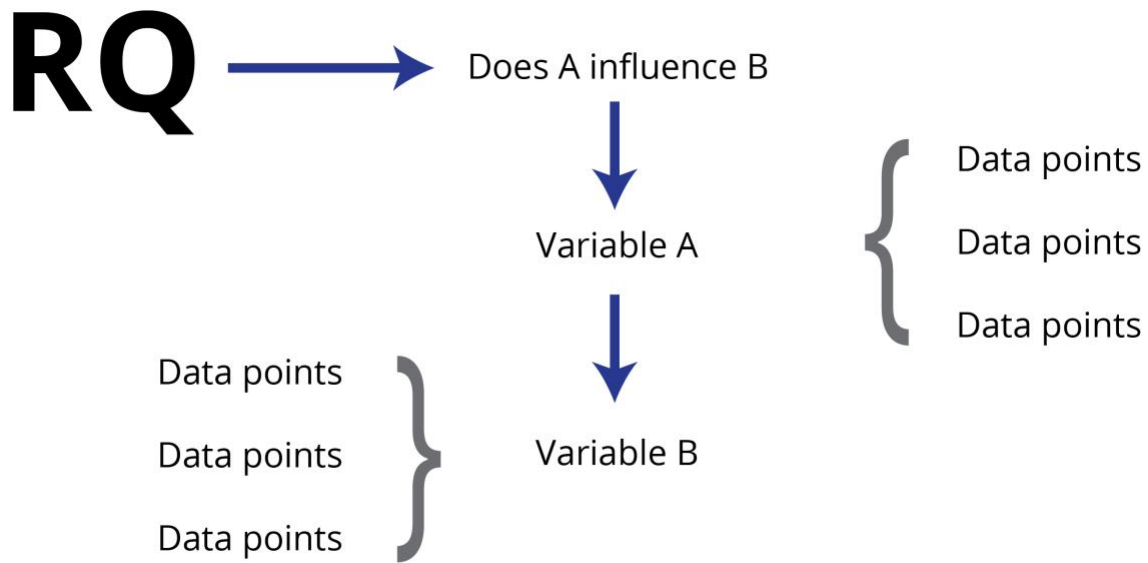 RQ
Does A influence B
Variable A
Data points
Data points
Data points
Variable B
Data points
Data points
Data points